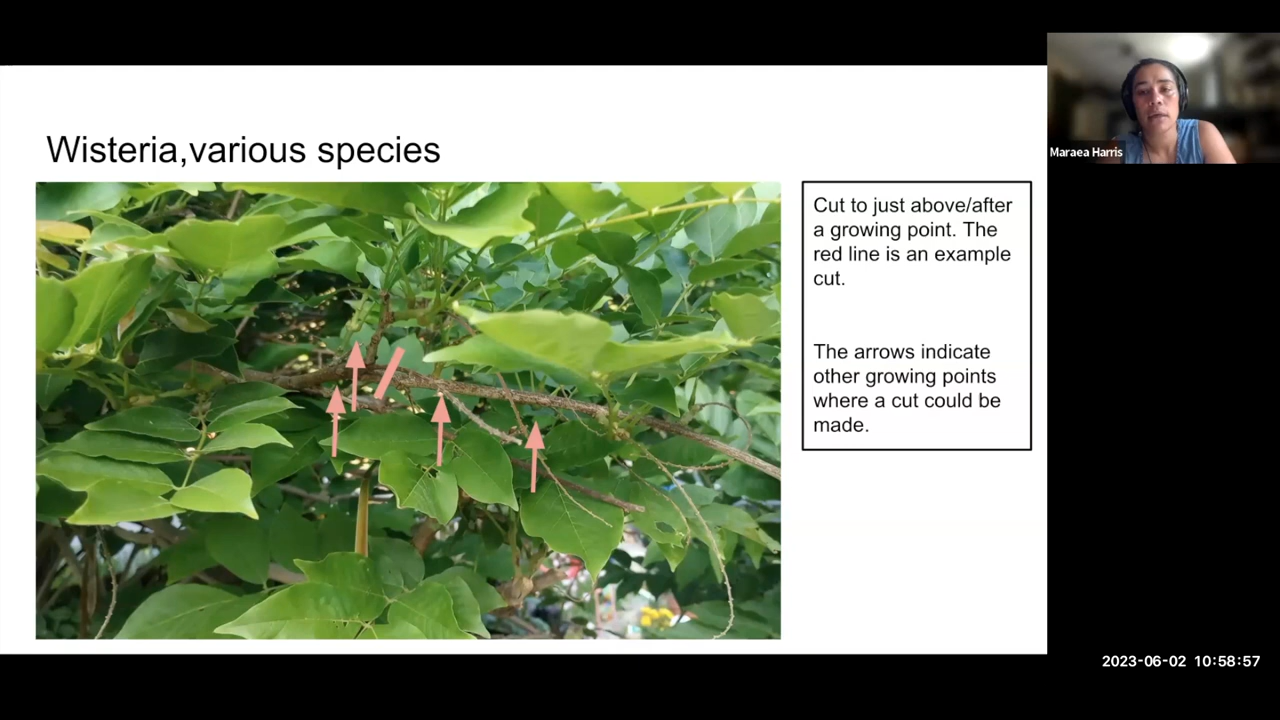 Wisteria,various species
Cut to just above/after
a growing point. The
red line is an example
cut.
The arrows indicate
other growing points
where a cut could be
made.
Maraea Harris
2023-06-02 10:58:57